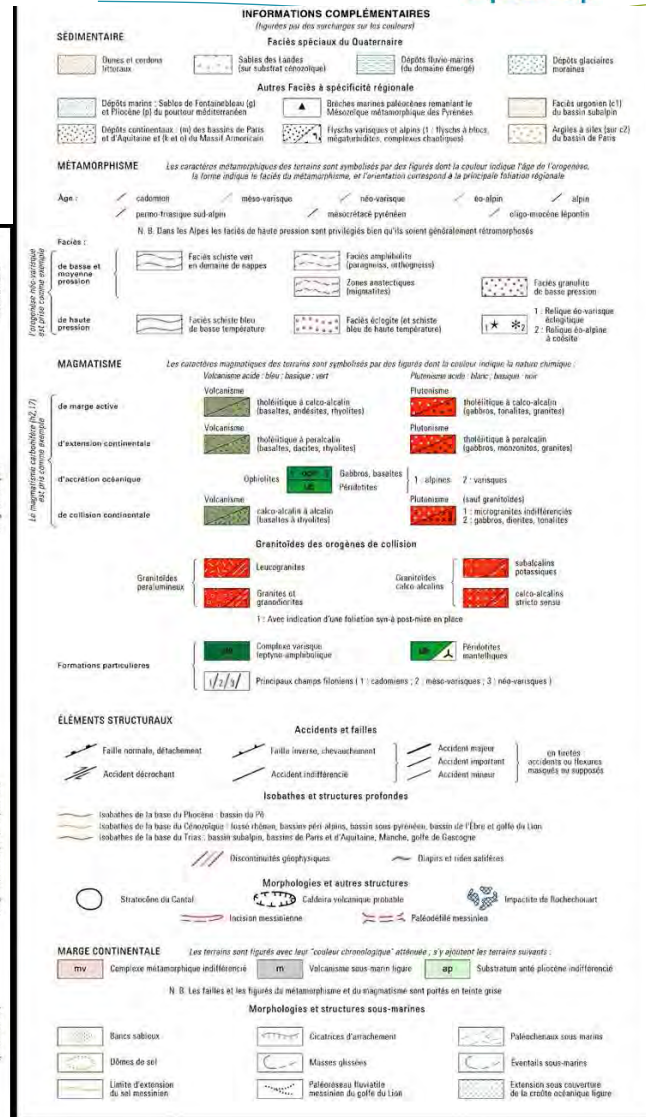 INFORMATIONS COMPLÉMENTAIRES
(figurées par des surcharges sur les couleurs)
SÉDIMENTAIRE
Faciès spéciaux du Quaternaire
Dunes et cordons littoraux
Sables des Landes
(sur substrat cénozoïque)
Dépôts fluvio-marins
(du domaine émergé)
Dépôts glaciaires
moraines
Autres Faciès à spécificité régionale
Dépôts marins : Sables de Fontainebleau (g)
et Pliocène (p) du pourtour méditerranéen
Brèches marines paléocènes remaniant le
Mésozoïque métamorphique des Pyrénées
Faciès urgonien (c1)
du bassin subalpin
Dépôts continentaux : (m) des bassins de Paris
et d'Aquitaine et (k et o) du Massif Armoricain
Flyschs varisques et alpins (1 : flyschs à blocs,
mégaturbidites, complexes chaotiques)
Argiles à silex (sur c2)
du bassin de Paris
MÉTAMORPHISME
Les caractères métamorphiques des terrains sont symbolisés par des figurés dont la couleur indique l'âge de l'orogenèse,
la forme indique le faciès du métamorphisme, et l'orientation correspond à la principale foliation régionale
Âge :
cadomien
méso-varisque
néo-varisque
éo-alpin
alpin
permo-triasique sud-alpin
mésocrétacé pyrénéen
oligo-miocène lépontin
N. B. Dans les Alpes les faciès de haute pression sont privilégiés bien qu'ils soient généralement rétromorphosés
Faciès :
l'orogenèse néo-varisque
est prise comme exemple
de basse et
moyenne
pression
Faciès schiste vert
en domaine de nappes
Faciès amphibolite
(paragneiss, orthogneiss)
Zones anatectiques
(migmatites)
Faciès granulite
de basse pression
de haute
pression
Faciès schiste bleu
de basse température
Faciès éclogite (et schiste
bleu de haute température)
1
2
1 : Relique éo-varisque
éclogitique
2 : Relique éo-alpine
à coésite
MAGMATISME
Les caractères magmatiques des terrains sont symbolisés par des figurés dont la couleur indique la nature chimique :
Volcanisme acide : bleu ; basique : vert
Plutonisme acide : blanc ; basique : noir
Le magmatisme carbonifère (h2, 17)
est pris comme exemple
de marge active
Volcanisme
tholéiitique à calco-alcalin
(basaltes, andésites, rhyolites)
Plutonisme
tholéiitique à calco-alcalin
(gabbros, tonalites, granites)
d'extension continentale
Volcanisme
tholéiitique à peralcalin
(basaltes, dacites, rhyolites)
Plutonisme
tholéiitique à peralcalin
(gabbros, monzonites, granites)
d'accrétion océanique
Ophiolites
Gabbros, basaltes
Péridotites
1 : alpines
2 : varisques
de collision continentale
Volcanisme
calco-alcalin à alcalin
(basaltes à rhyolites)
Plutonisme
(sauf granitoïdes)
1 : microgranites indifférenciés
2 : gabbros, diorites, tonalites
Granitoïdes des orogènes de collision
Granitoïdes
peralumineux
Leucogranites
Granites et
granodiorites
Granitoïdes
calco-alcalins
subalcalins
potassiques
calco-alcalins
stricto sensu
1 : Avec indication d'une foliation syn-à post-mise en place
Formations particulières
Complexe varisque
leptyno-amphibolique
Péridotites
mantelliques
1/2/3/
Principaux champs filoniens (1 : cadomiens ; 2 : méso-varisques ; 3 : néo-varisques)
ÉLÉMENTS STRUCTURAUX
Accidents et failles
Faille normale, détachement
Faille inverse, chevauchement
Accident décrochant
Accident indifférencié
Accident majeur
Accident important
Accident mineur
en tiretés
accidents ou flexures
masqués ou supposés
Isobathes et structures profondes
Isobathes de la base du Pliocène : bassin du Pô
Isobathes de la base du Cénozoïque : fossé rhénan, bassins péri-alpins, bassin sous-pyrénéen, bassin de l'Èbre et golfe du Lion
Isobathes de la base du Trias : bassin subalpin, bassins de Paris et d'Aquitaine, Manche, golfe de Gascogne
Discontinuités géophysiques
Diapirs et rides salifères
Morphologies et autres structures
Stratocône du Cantal
Caldeira volcanique probable
Impactite de Rochechouart
Incision messinienne
Paléodéfilé messinien
MARGE CONTINENTALE
Les terrains sont figurés avec leur "couleur chronologique" atténuée ; s'y ajoutent les terrains suivants :
mv
Complexe métamorphique indifférencié
m
Volcanisme sous-marin ligure
ap
Substratum anté pliocène indifférencié
N. B. Les failles et les figurés du métamorphisme et du magmatisme sont portés en teinte grise
Morphologies et structures sous-marines
Bancs sableux
Cicatrices d'arrachement
Paléochenaux sous-marins
Dômes de sel
Masses glissées
Éventails sous-marins
Limite d'extension
du sel messinien
Paléoréseau fluviatile
messinien du golfe du Lion
Extension sous couverture
de la croûte océanique ligure